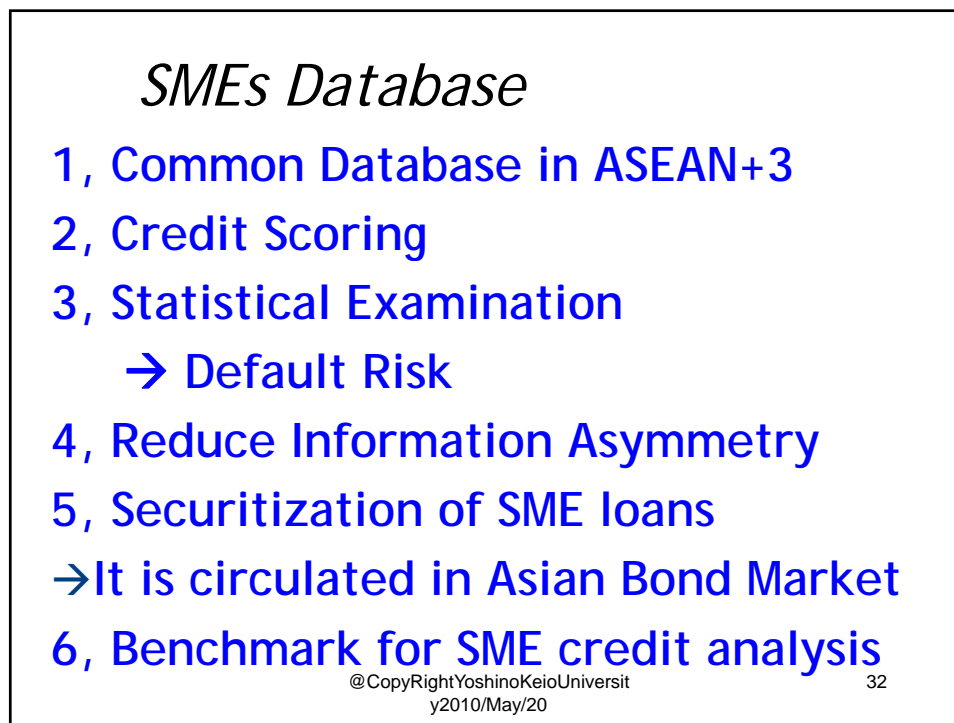 SMEs Database
1, Common Database in ASEAN+3
2, Credit Scoring
3, Statistical Examination
→ Default Risk
4, Reduce Information Asymmetry
5, Securitization of SME loans
→It is circulated in Asian Bond Market
6, Benchmark for SME credit analysis
@CopyRightYoshinoKeioUniversit
y2010/May/20
32